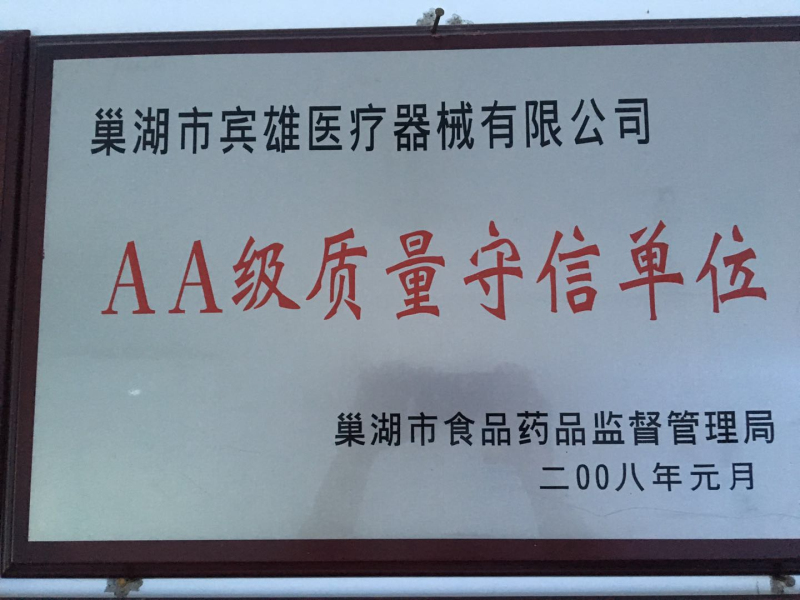 巢湖市宾雄医疗器械有限公司
AA级质量守信单位
巢湖市食品药品监督管理局
二00八年元月